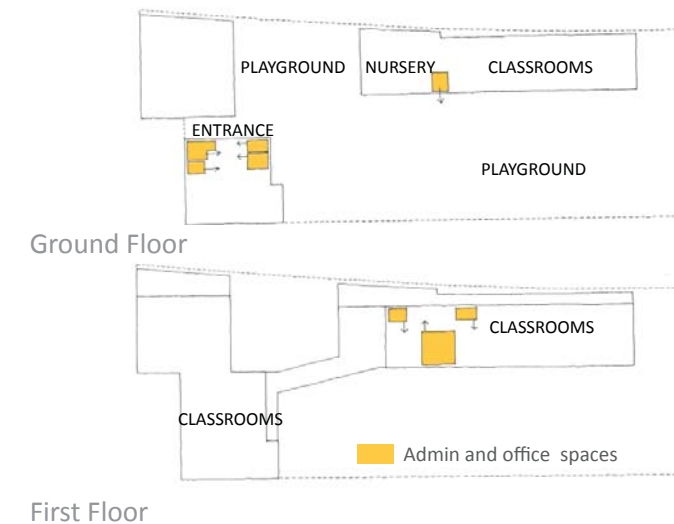 PLAYGROUND NURSERY CLASSROOMS
ENTRANCE
PLAYGROUND
Ground Floor
CLASSROOMS
CLASSROOMS
Admin and office spaces
First Floor